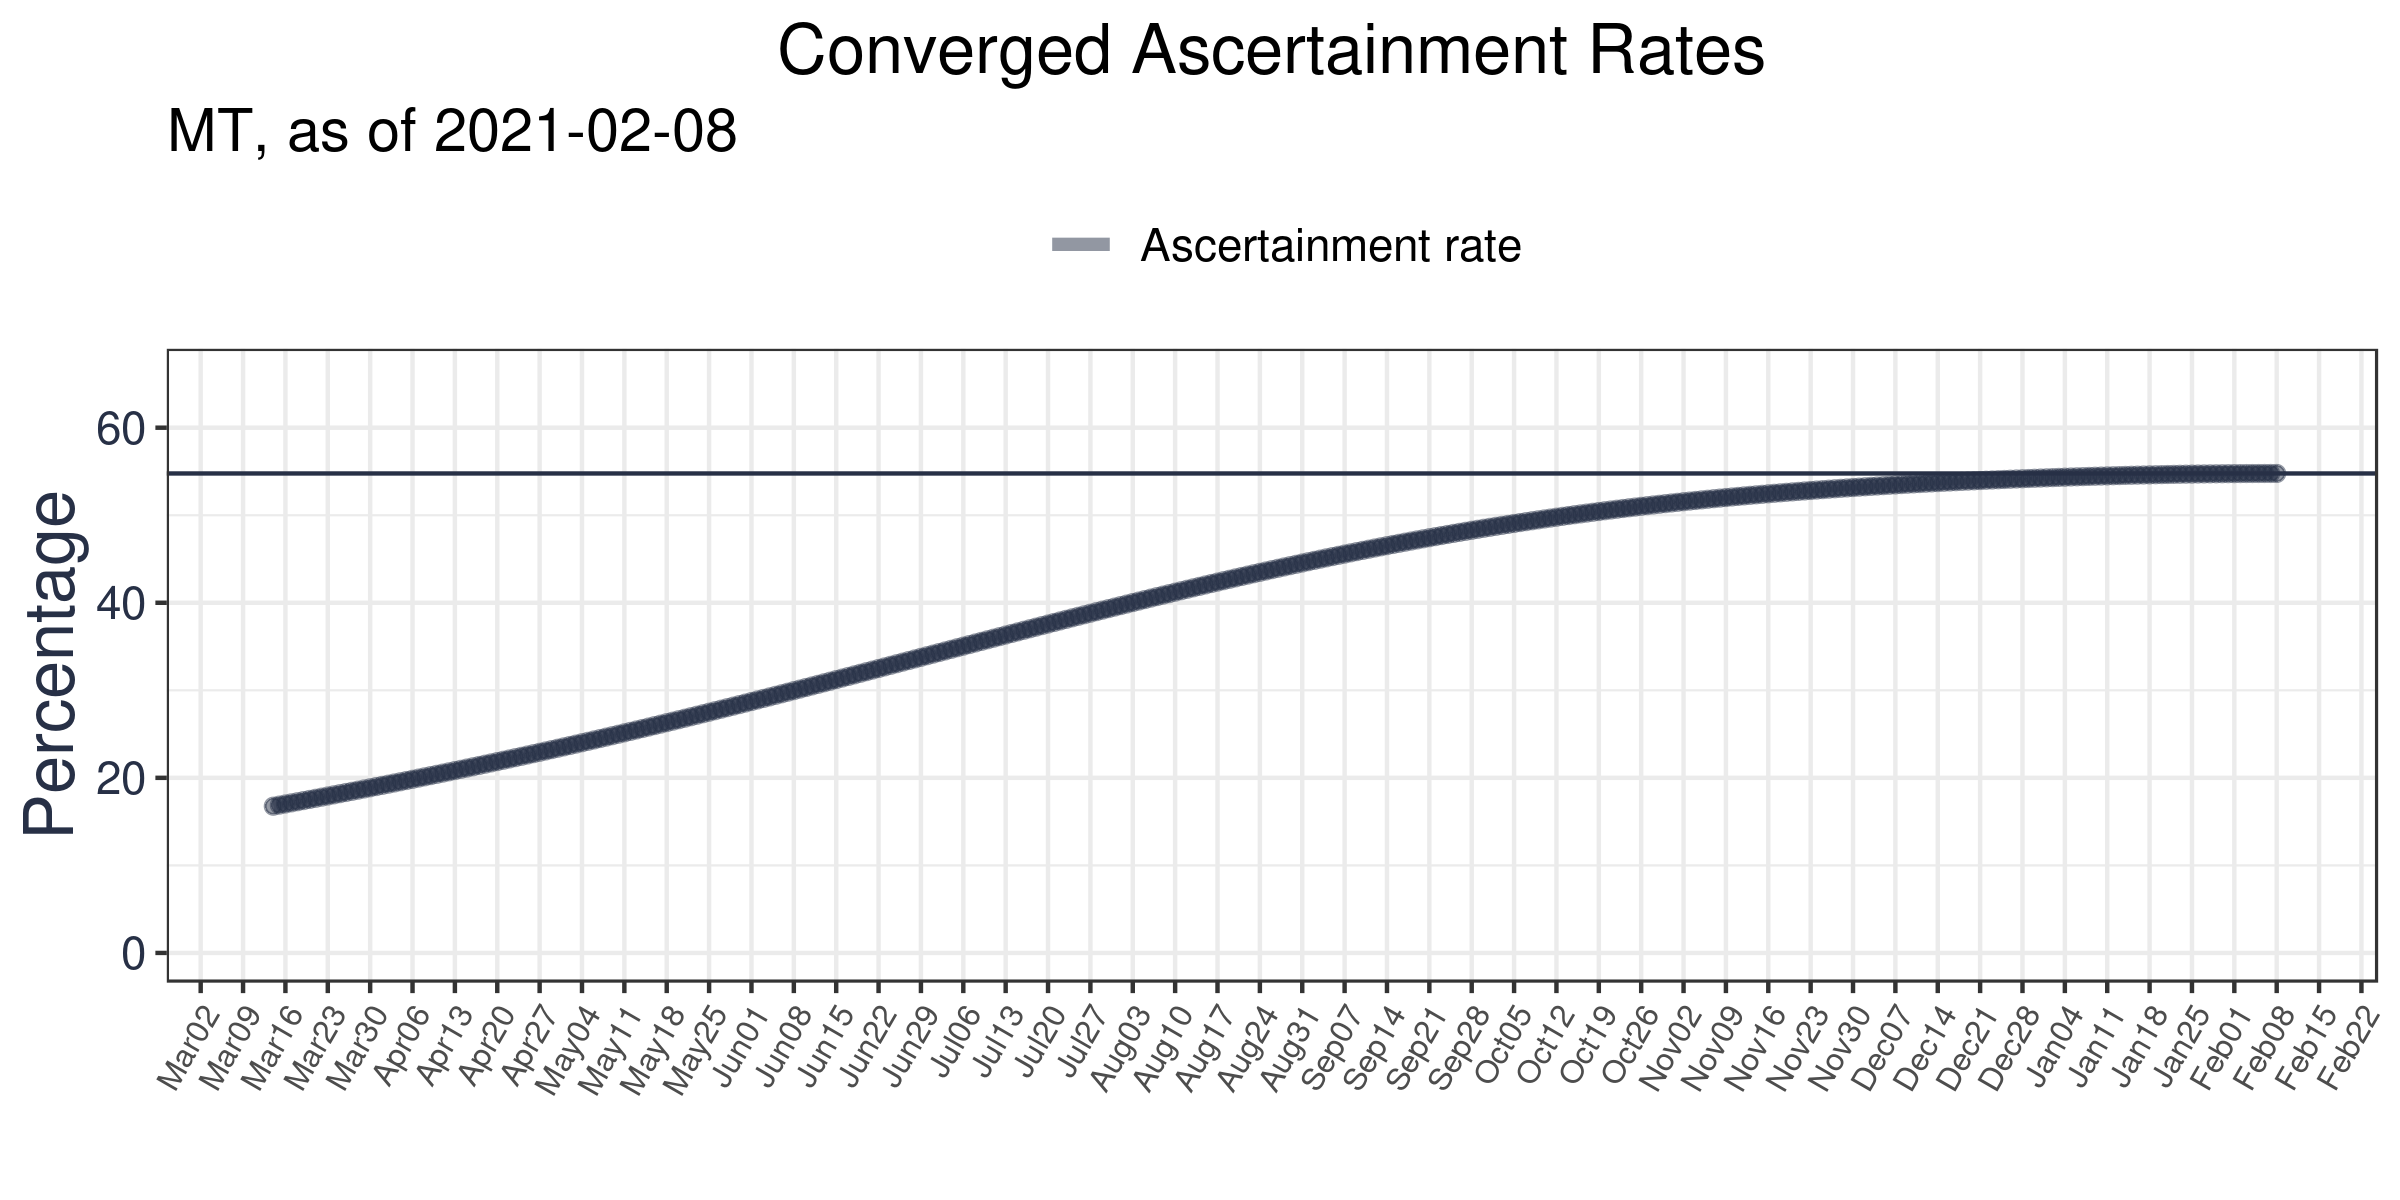 Converged Ascertainment Rates
MT, as of 2021-02-08
Ascertainment rate
Percentage
60
40
20
0
Mar02
Mar09
Mar16
Mar23
Mar30
Apr06
Apr13
Apr20
Apr27
May04
May11
May18
May25
Jun01
Jun08
Jun15
Jun22
Jun29
Jul06
Jul13
Jul20
Jul27
Aug03
Aug10
Aug17
Aug24
Aug31
Sep07
Sep14
Sep21
Sep28
Oct05
Oct12
Oct19
Oct26
Nov02
Nov09
Nov16
Nov23
Nov30
Dec07
Dec14
Dec21
Dec28
Jan04
Jan11
Jan18
Jan25
Feb01
Feb08
Feb15
Feb22